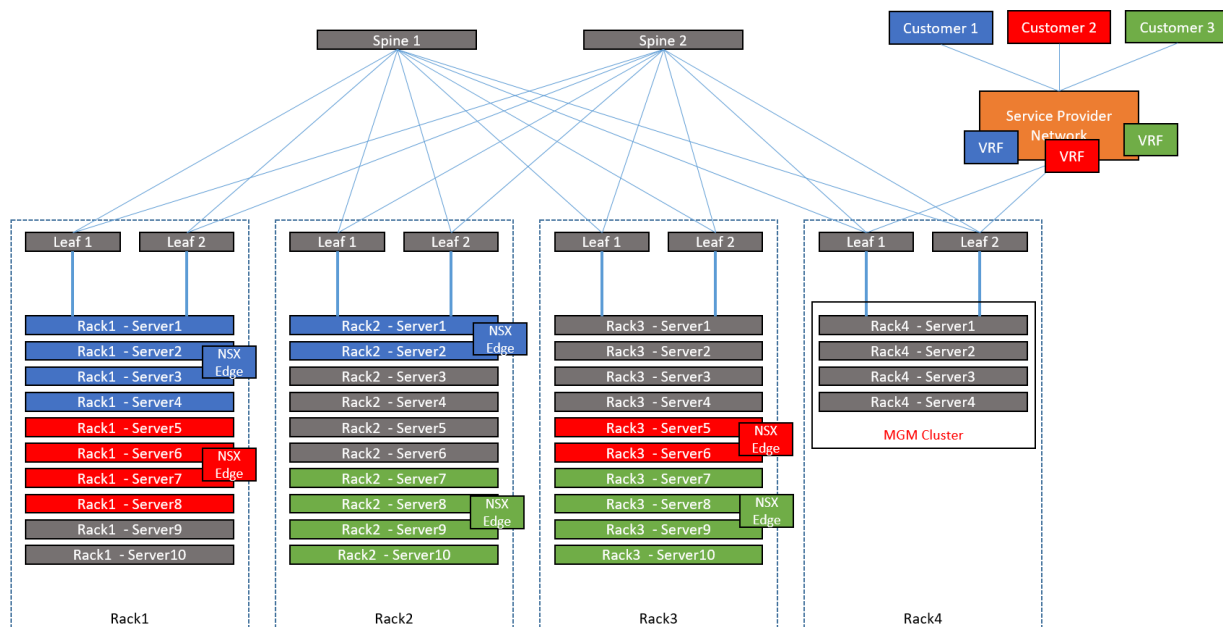 Spine 1
Spine 2
Customer 1
Customer 2
Customer 3
Service Provider
Network
VRF
VRF
VRF
Leaf 1
Leaf 2
Rack1 - Server1
Rack1 - Server2
Rack1 - Server3
Rack1 - Server4
Rack1 - Server5
Rack1 - Server6
Rack1 - Server7
Rack1 - Server8
Rack1 - Server9
Rack1 - Server10
NSX
Edge
NSX
Edge
Rack1
Leaf 1
Leaf 2
Rack2 - Server1
Rack2 - Server2
Rack2 - Server3
Rack2 - Server4
Rack2 - Server5
Rack2 - Server6
Rack2 - Server7
Rack2 - Server8
Rack2 - Server9
Rack2 - Server10
NSX
Edge
NSX
Edge
Rack2
Leaf 1
Leaf 2
Rack3 - Server1
Rack3 - Server2
Rack3 - Server3
Rack3 - Server4
Rack3 - Server5
Rack3 - Server6
Rack3 - Server7
Rack3 - Server8
Rack3 - Server9
Rack3 - Server10
NSX
Edge
NSX
Edge
Rack3
Leaf 1
Leaf 2
Rack4 - Server1
Rack4 - Server2
Rack4 - Server3
Rack4 - Server4
MGM Cluster
Rack4